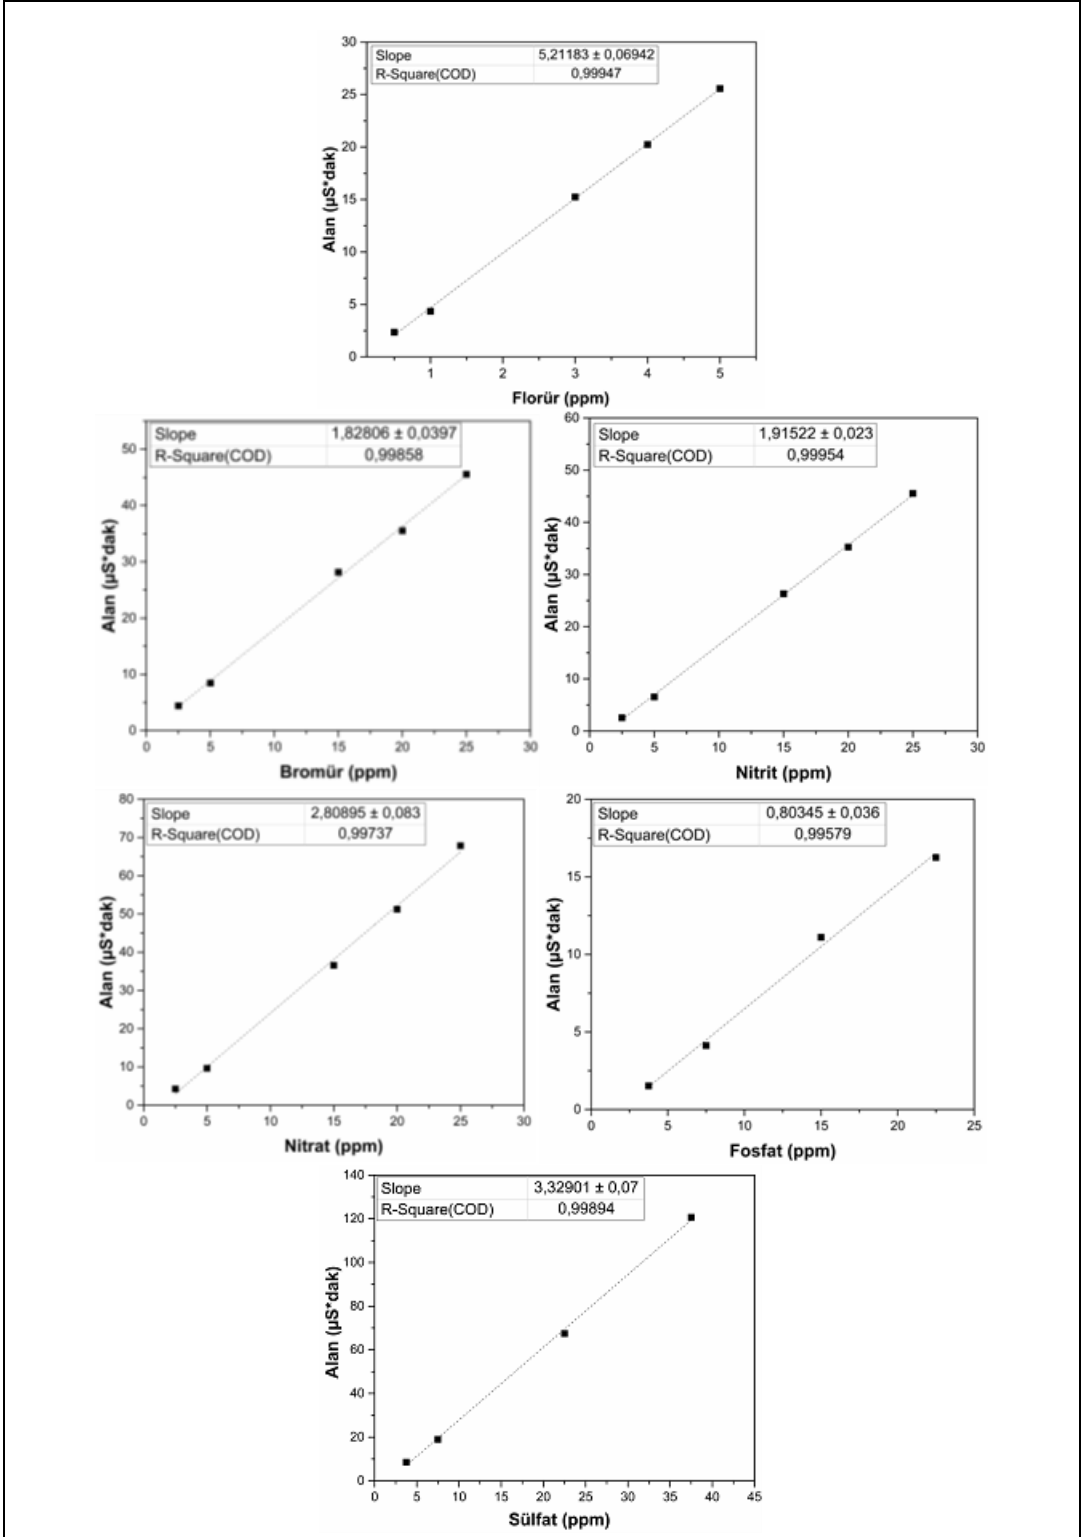 Slope 5,21183 ± 0,06942
R-Square(COD) 0,99947
30
25
20
15
10
5
0
Alan (µS*dak)
1 2 3 4 5
Florür (ppm)
Slope 1,82806 ± 0,0397
R-Square(COD) 0,99858
50
40
30
20
10
0
Alan (µS*dak)
0 5 10 15 20 25 30
Bromür (ppm)
Slope 1,91522 ± 0,023
R-Square(COD) 0,99954
60
50
40
30
20
10
0
Alan (µS*dak)
0 5 10 15 20 25 30
Nitrit (ppm)
Slope 2,80895 ± 0,083
R-Square(COD) 0,99737
80
70
60
50
40
30
20
10
0
Alan (µS*dak)
0 5 10 15 20 25 30
Nitrat (ppm)
Slope 0,80345 ± 0,036
R-Square(COD) 0,99579
20
15
10
5
0
Alan (µS*dak)
0 5 10 15 20 25
Fosfat (ppm)
Slope 3,32901 ± 0,07
R-Square(COD) 0,99894
140
120
100
80
60
40
20
0
Alan (µS*dak)
0 5 10 15 20 25 30 35 40 45
Sülfat (ppm)